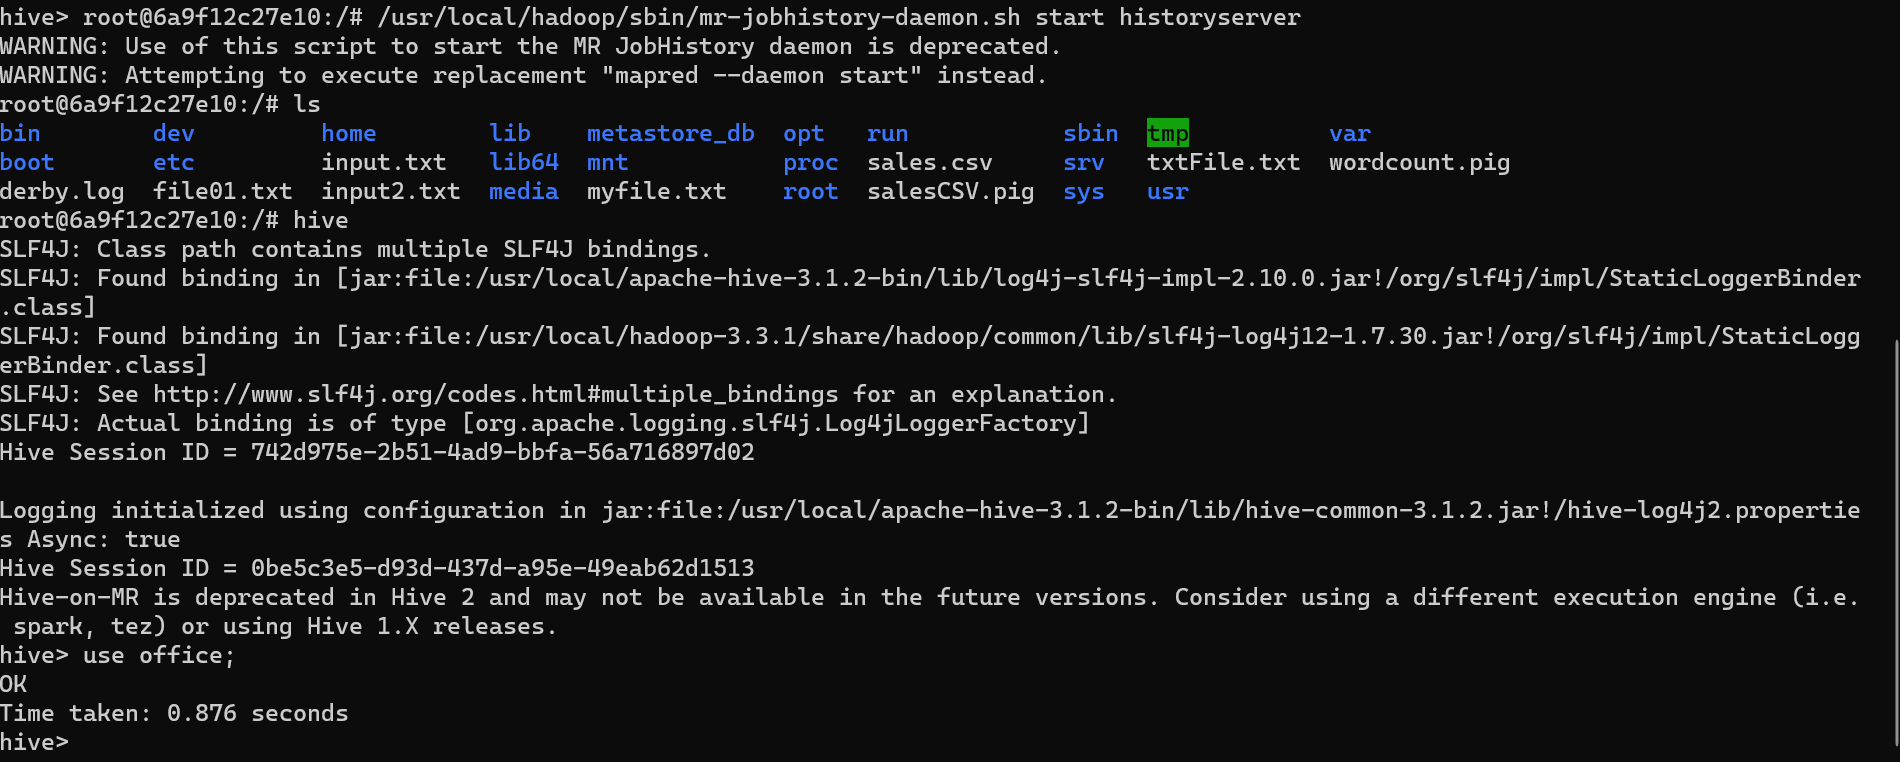 hive> root@6a9f12c27e10:/# /usr/local/hadoop/sbin/mr-jobhistory-daemon.sh start historyserver
WARNING: Use of this script to start the MR JobHistory daemon is deprecated.
WARNING: Attempting to execute replacement "mapred --daemon start" instead.
root@6a9f12c27e10:/# ls
bin        dev         home        lib    metastore_db  opt   run           sbin  tmp          var
boot       etc         input.txt   lib64  mnt           proc  sales.csv     srv   txtFile.txt  wordcount.pig
derby.log  file01.txt  input2.txt  media  myfile.txt    root  salesCSV.pig  sys   usr
root@6a9f12c27e10:/# hive
SLF4J: Class path contains multiple SLF4J bindings.
SLF4J: Found binding in [jar:file:/usr/local/apache-hive-3.1.2-bin/lib/log4j-slf4j-impl-2.10.0.jar!/org/slf4j/impl/StaticLoggerBinder
.class]
SLF4J: Found binding in [jar:file:/usr/local/hadoop-3.3.1/share/hadoop/common/lib/slf4j-log4j12-1.7.30.jar!/org/slf4j/impl/StaticLogg
erBinder.class]
SLF4J: See http://www.slf4j.org/codes.html#multiple_bindings for an explanation.
SLF4J: Actual binding is of type [org.apache.logging.slf4j.Log4jLoggerFactory]
Hive Session ID = 742d975e-2b51-4ad9-bbfa-56a716897d02
Logging initialized using configuration in jar:file:/usr/local/apache-hive-3.1.2-bin/lib/hive-common-3.1.2.jar!/hive-log4j2.propertie
s Async: true
Hive Session ID = 0be5c3e5-d93d-437d-a95e-49eab62d1513
Hive-on-MR is deprecated in Hive 2 and may not be available in the future versions. Consider using a different execution engine (i.e.
 spark, tez) or using Hive 1.X releases.
hive> use office;
OK
Time taken: 0.876 seconds
hive>